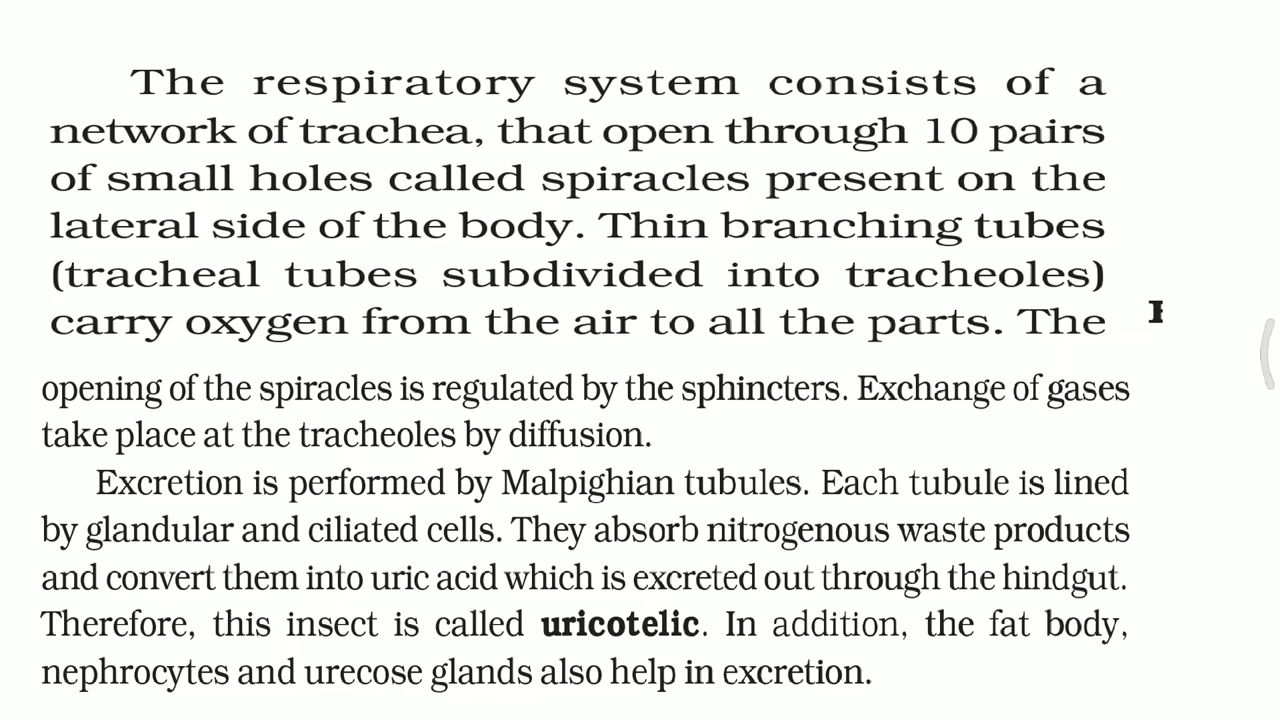 The respiratory system consists of a
network of trachea, that open through 10 pairs
of small holes called spiracles present on the
lateral side of the body. Thin branching tubes
(tracheal tubes subdivided into tracheoles)
carry oxygen from the air to all the parts. The
opening of the spiracles is regulated by the sphincters. Exchange of gases
take place at the tracheoles by diffusion.
Excretion is performed by Malpighian tubules. Each tubule is lined
by glandular and ciliated cells. They absorb nitrogenous waste products
and convert them into uric acid which is excreted out through the hindgut.
Therefore, this insect is called uricotelic. In addition, the fat body,
nephrocytes and urecose glands also help in excretion.